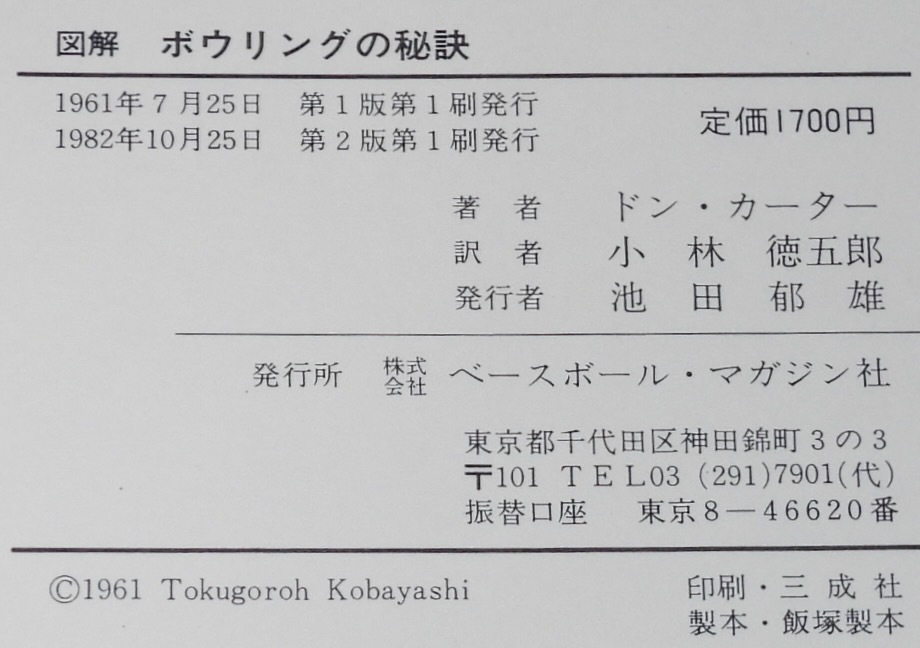 図解 ボウリングの秘訣
1961年7月25日 第1版第1刷発行
1982年10月25日 第2版第1刷発行
定価1700円
著者 ドン・カーター
訳者 小林徳五郎
発行者 池田郁雄
発行所 株式会社 ベースボール・マガジン社
東京都千代田区神田錦町3の3
〒101 TEL03 (291)7901(代)
振替口座 東京8―46620番
©1961 Tokugoroh Kobayashi
印刷・三成社
製本・飯塚製本